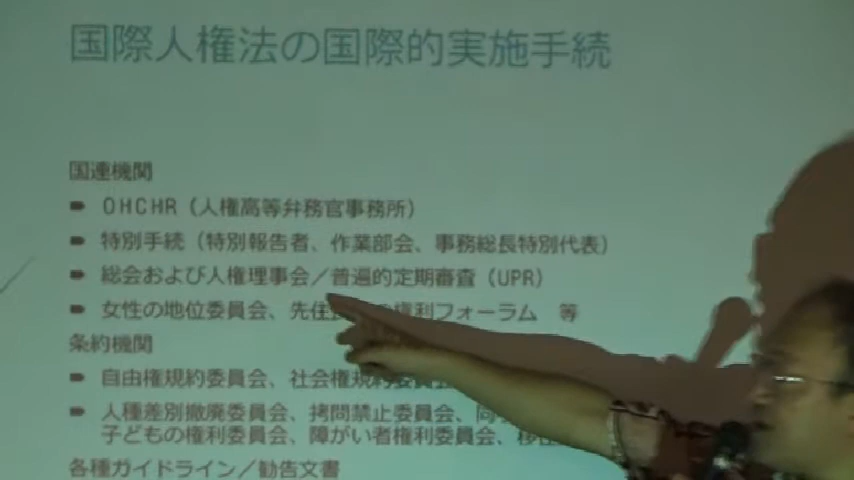 国際人権法の国際的実施手続
国連機関
OHCHR（人権高等弁務官事務所）
特別手続（特別報告者、作業部会、事務総長特別代表）
総会および人権理事会／普遍的定期審査（UPR）
女性の地位委員会、先住 権利フォーラム 等
条約機関
自由権規約委員会、社会権規約委員会
人種差別撤廃委員会、拷問禁止委員会、
子どもの権利委員会、障がい者権利委員会、
各種ガイドライン／勧告文書